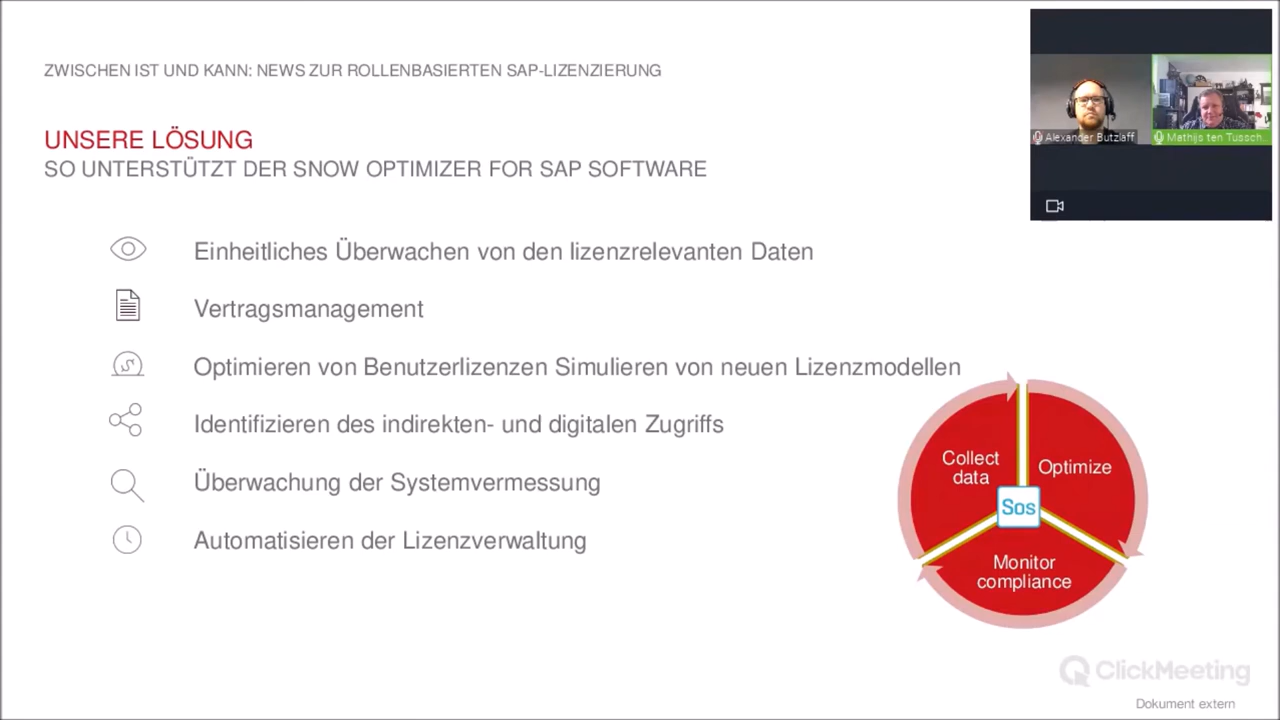 ZWISCHEN IST UND KANN: NEWS ZUR ROLLENBASIERTEN SAP-LIZENZIERUNG
UNSERE LÖSUNG
SO UNTERSTÜTZT DER SNOW OPTIMIZER FOR SAP SOFTWARE
Alexander Butzlaff
Mathijs ten Tussch...
Einheitliches Überwachen von den lizenzrelevanten Daten
Vertragsmanagement
Optimieren von Benutzerlizenzen Simulieren von neuen Lizenzmodellen
Identifizieren des indirekten- und digitalen Zugriffs
Überwachung der Systemvermessung
Automatisieren der Lizenzverwaltung
Collect
data
Optimize
Sos
Monitor
compliance
ClickMeeting
Dokument extern